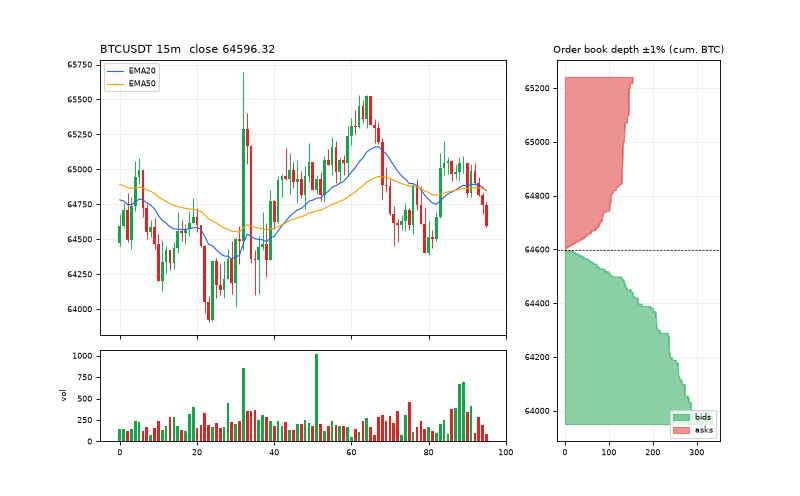 BTCUSDT 15m  close 64596.32
Order book depth ±1% (cum. BTC)
EMA20
EMA50
65750
65500
65250
65000
64750
64500
64250
64000
65200
65000
64800
64600
64400
64200
64000
vol
1000
750
500
250
0
0 20 40 60 80 100
bids
asks
0 100 200 300